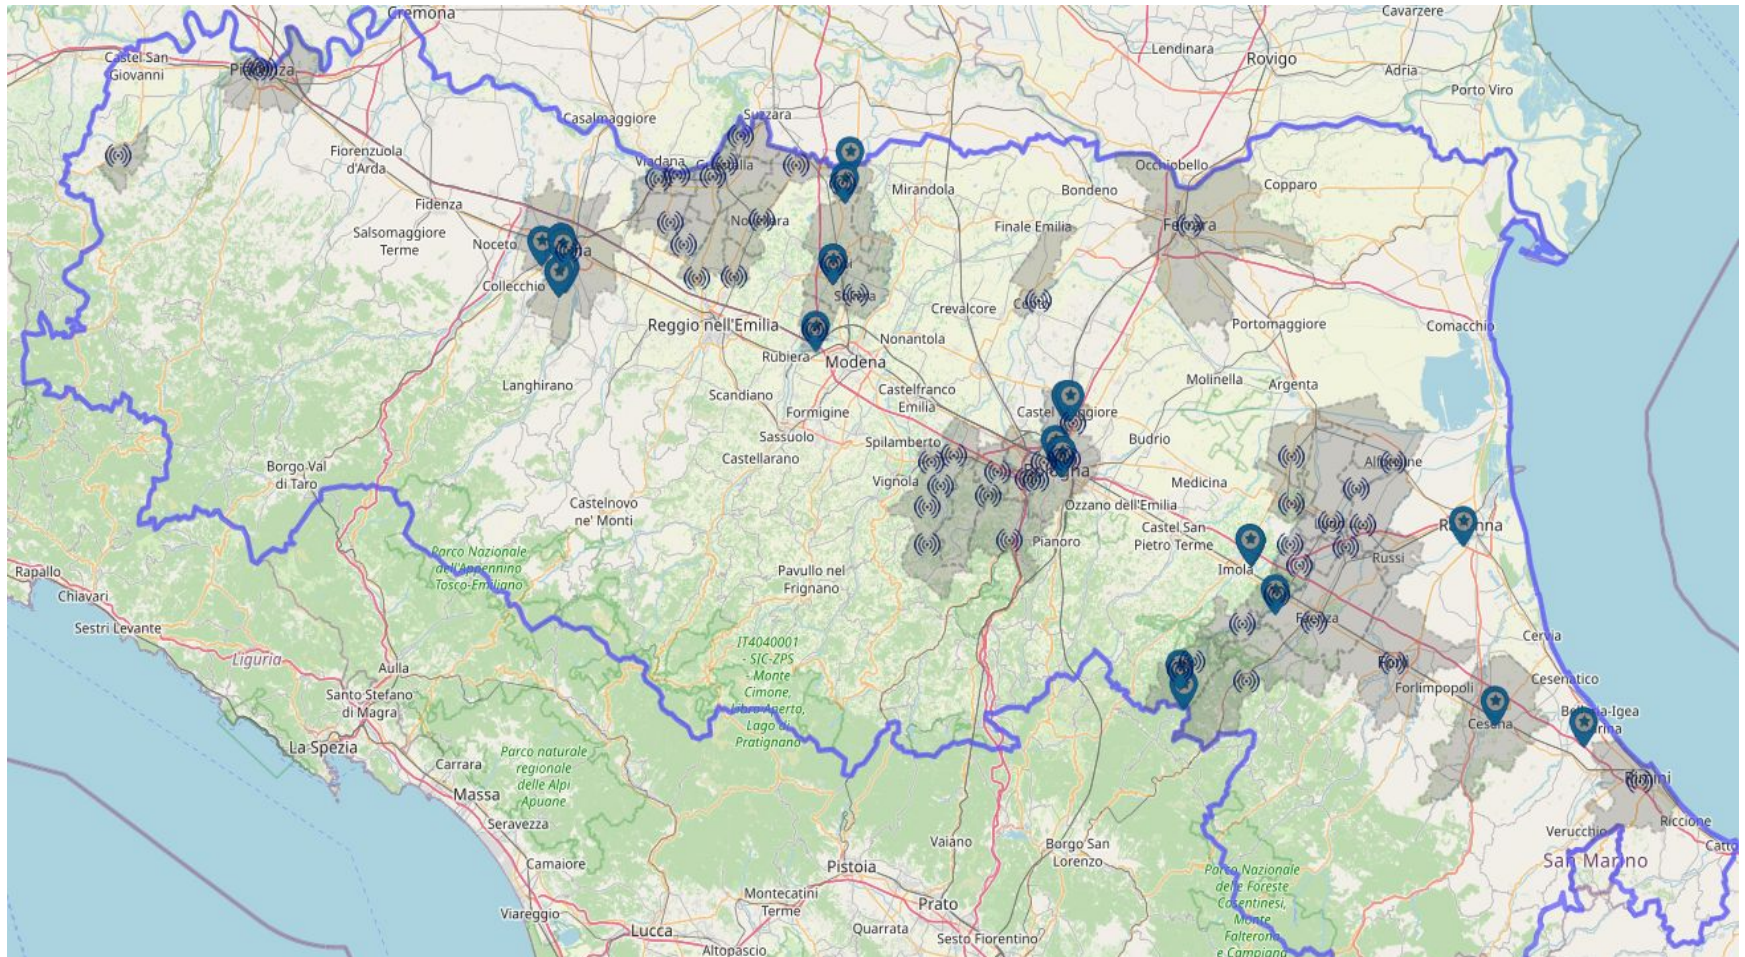 Cremona
Cavarzere
Castel San
Giovanni
Lendinara
Rovigo
Adria
Porto Viro
Casalmaggiore
Suzzara
Fiorenzuola
d'Arda
Viadana
Occhiobello
Mirandola
Bondeno
Copparo
Fidenza
Salsomaggiore
Terme
Noceto
Finale Emilia
Ferrara
Collecchio
Crevalcore
Cento
Reggio nell'Emilia
Portomaggiore
Comacchio
Nonantola
Rubiera
Modena
Langhirano
Scandiano
Castelfranco
Emilia
Molinella
Argenta
Formigine
Sassuolo
Spilamberto
Budrio
Castellarano
Borgo Val
di Taro
Vignola
Medicina
Castelnovo
ne' Monti
Ozzano dell'Emilia
Castel San
Pietro Terme
Pianoro
Parco Nazionale
dell'Appennino
Tosco-Emiliano
Russi
Imola
Rapallo
Chiavari
Pavullo nel
Frignano
Sestri Levante
Faenza
Liguria
Aulla
IT4040001
- SIC-ZPS
- Monte
Cimone,
Libro Aperto,
Lago di
Pratignana
Cervia
Santo Stefano
di Magra
Forlimpopoli
Cesenatico
Cesena
La Spezia
Carrara
Parco naturale
regionale
delle Alpi
Apuane
Massa
Seravezza
Rimini
Riccione
Verucchio
San Marino
Camaiore
Pistoia
Vaiano
Borgo San
Lorenzo
Montecatini
Terme
Prato
Viareggio
Lucca
Quarrata
Sesto Fiorentino
Altopascio
Parco Nazionale
delle Foreste
Casentinesi,
Monte
Falterona
e Campigna